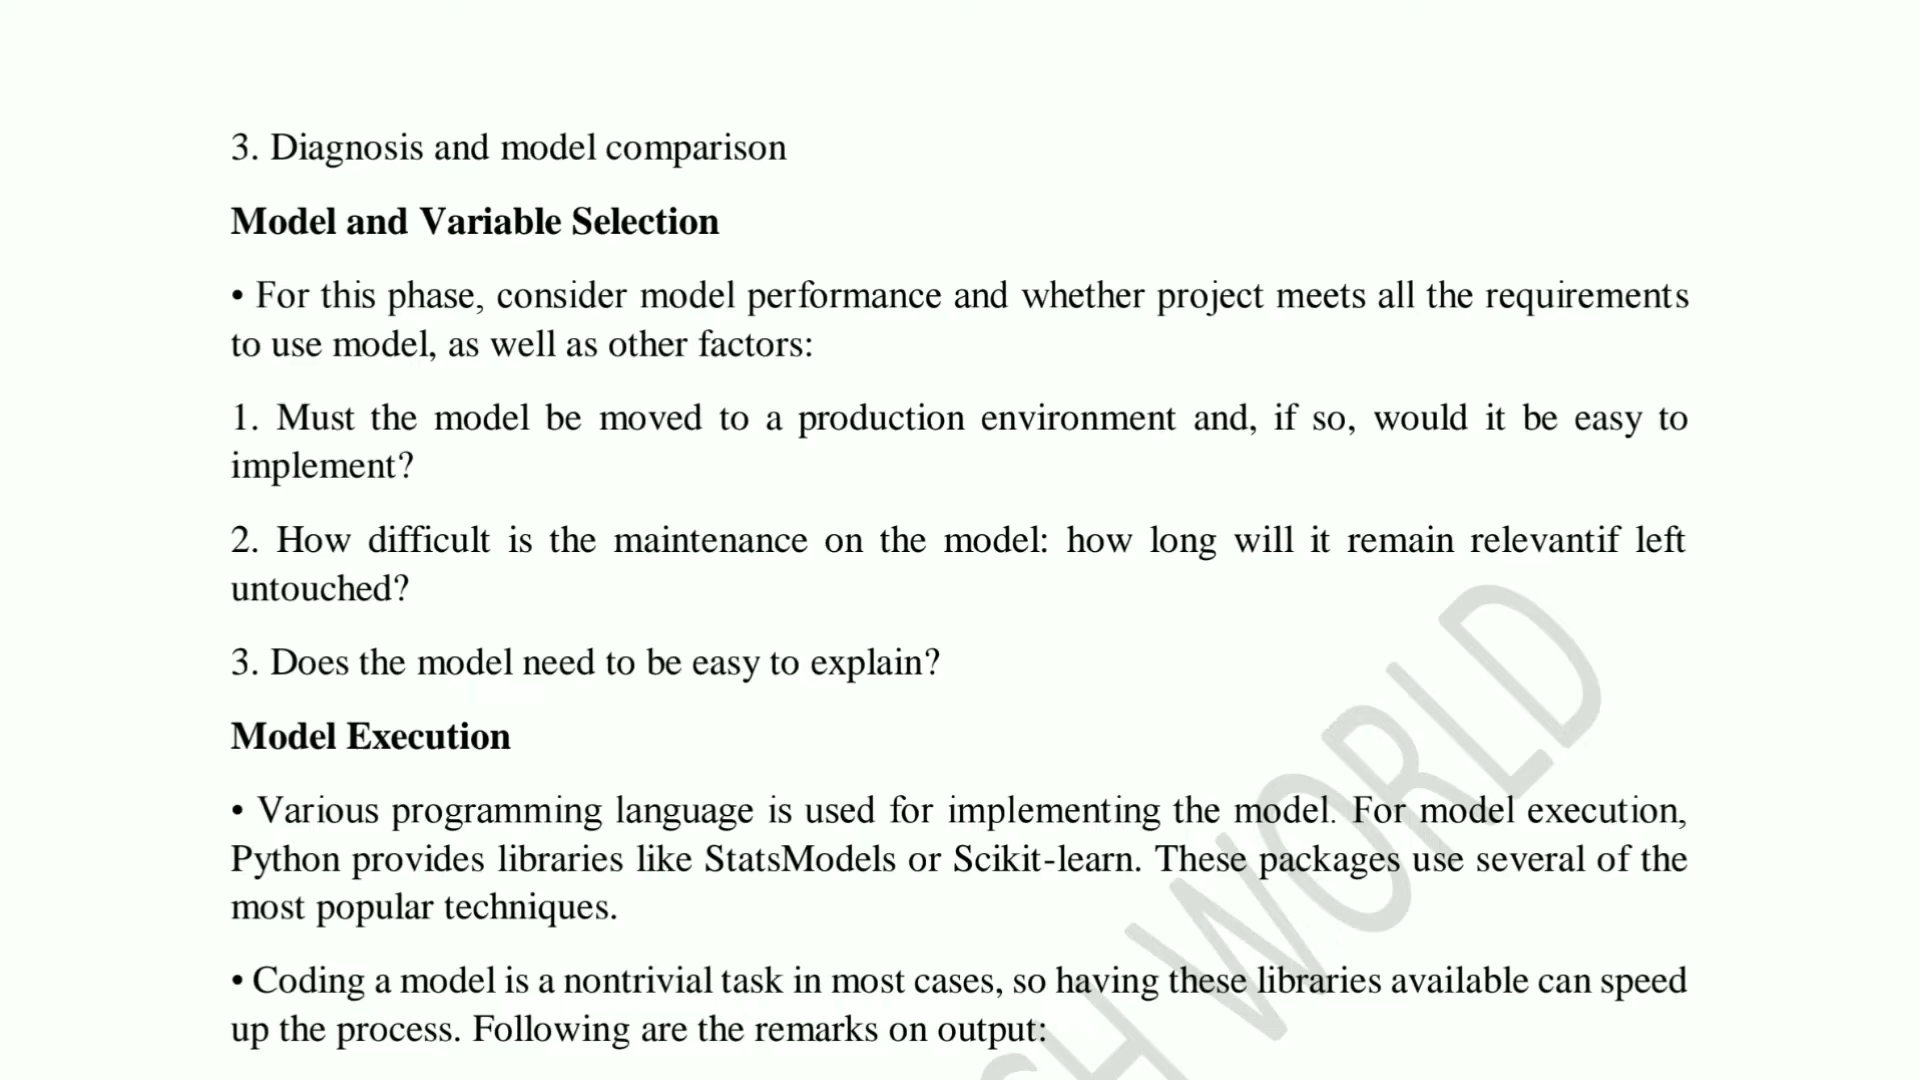 3. Diagnosis and model comparison
Model and Variable Selection
• For this phase, consider model performance and whether project meets all the requirements
to use model, as well as other factors:
1. Must the model be moved to a production environment and, if so, would it be easy to
implement?
2. How difficult is the maintenance on the model: how long will it remain relevantif left
untouched?
3. Does the model need to be easy to explain?
Model Execution
• Various programming language is used for implementing the model. For model execution,
Python provides libraries like StatsModels or Scikit-learn. These packages use several of the
most popular techniques.
• Coding a model is a nontrivial task in most cases, so having these libraries available can speed
up the process. Following are the remarks on output:
WORLD